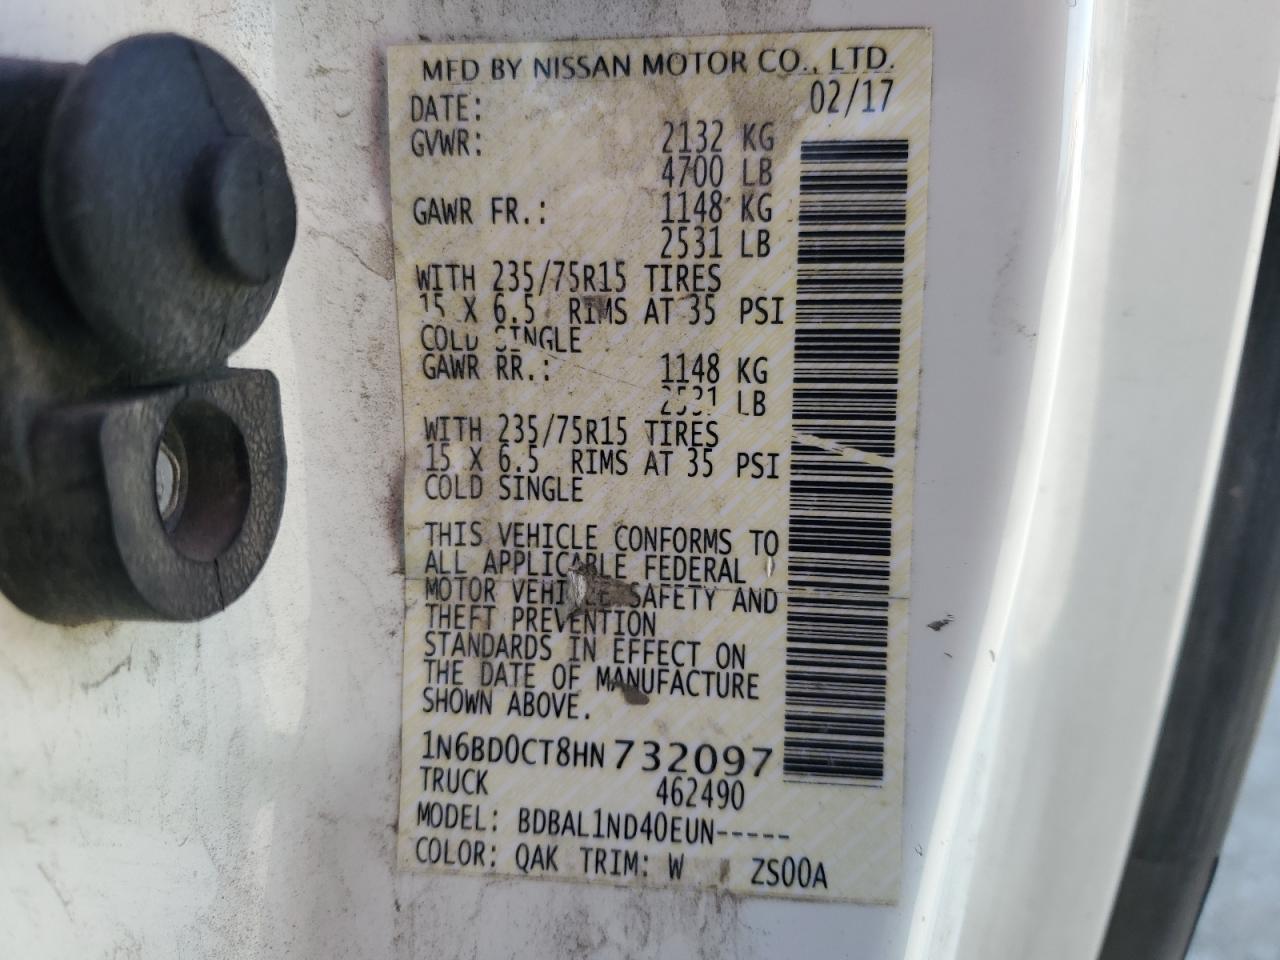 MFD BY NISSAN MOTOR CO., LTD.
DATE: 02/17
GVWR: 2132 KG
4700 LB
GAWR FR.: 1148 KG
2531 LB
WITH 235/75R15 TIRES
15 X 6.5 RIMS AT 35 PSI
COLD SINGLE
GAWR RR.: 1148 KG
2531 LB
WITH 235/75R15 TIRES
15 X 6.5 RIMS AT 35 PSI
COLD SINGLE
THIS VEHICLE CONFORMS TO
ALL APPLICABLE FEDERAL
MOTOR VEHICLE SAFETY AND
THEFT PREVENTION
STANDARDS IN EFFECT ON
THE DATE OF MANUFACTURE
SHOWN ABOVE.
1N6BD0CT8HN732097
TRUCK 462490
MODEL: BDBAL1ND40EUN-----
COLOR: QAK TRIM: W ZS00A